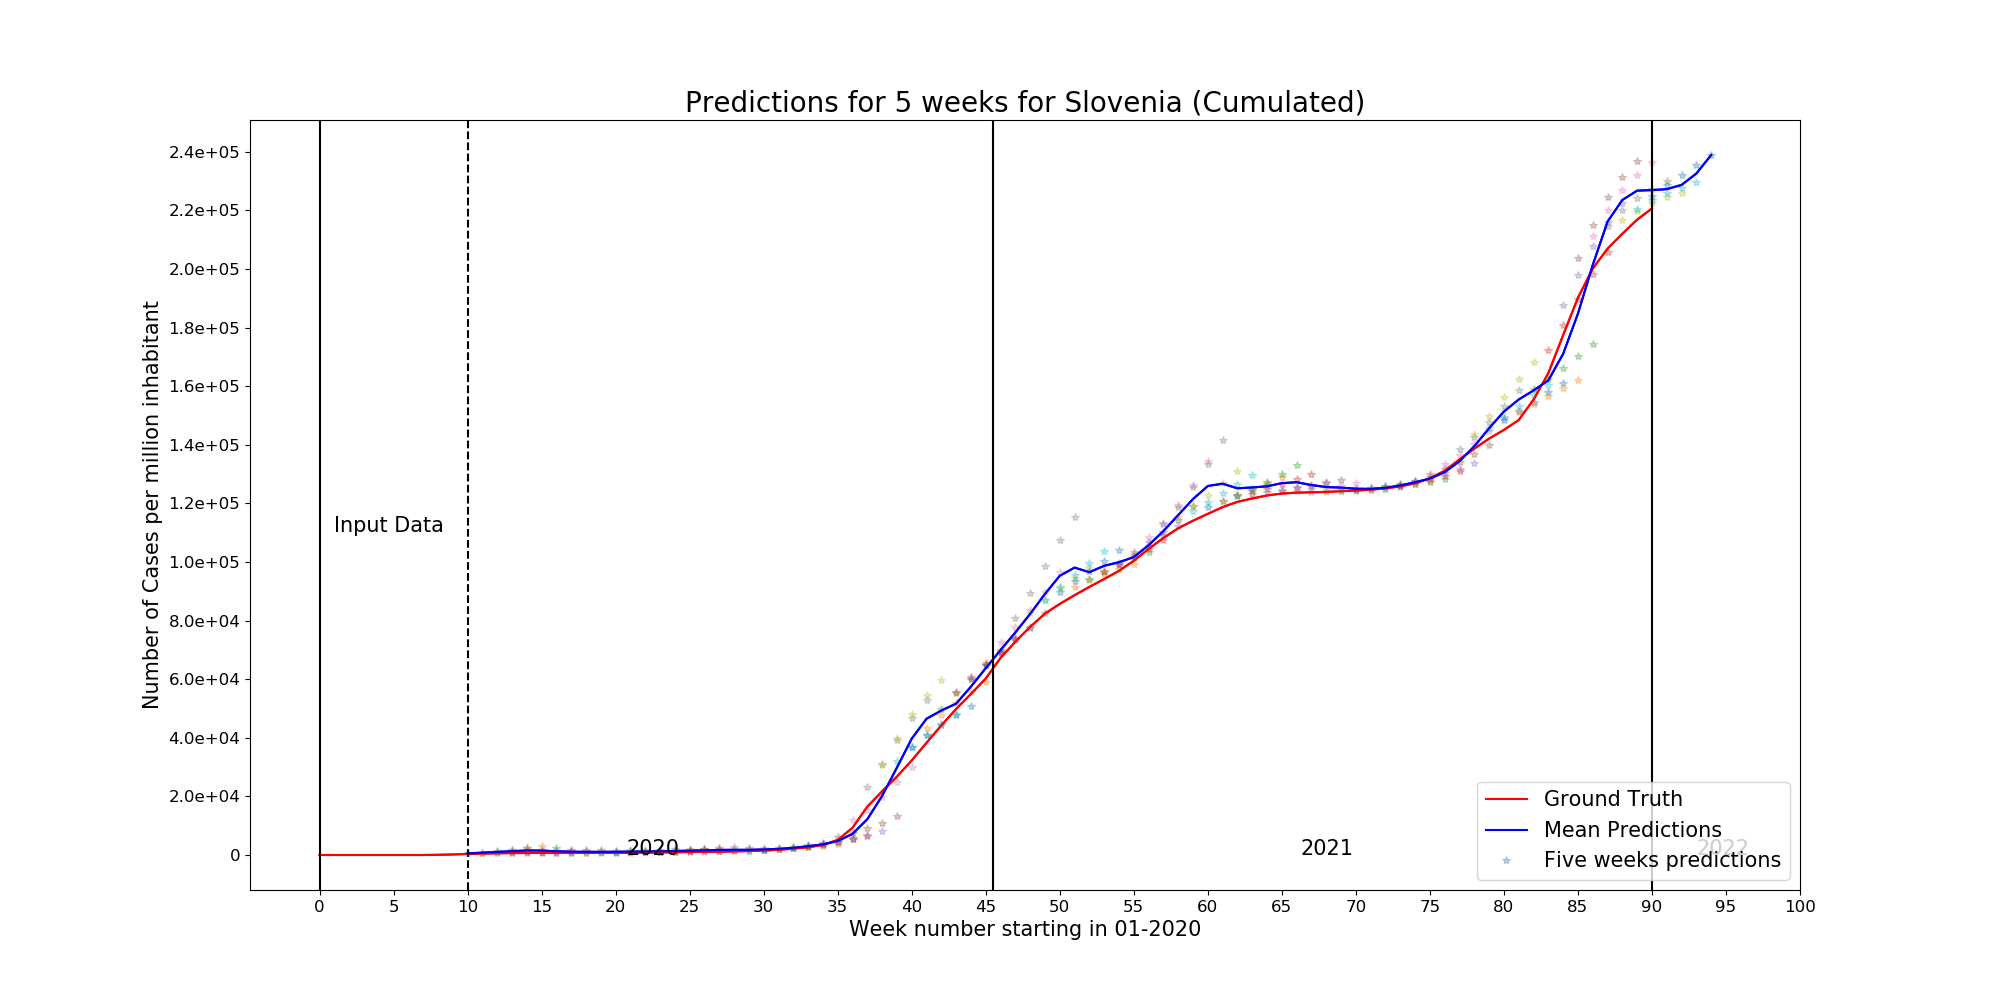 Predictions for 5 weeks for Slovenia (Cumulated)
2.4e+05
2.2e+05
2.0e+05
1.8e+05
1.6e+05
1.4e+05
1.2e+05
1.0e+05
8.0e+04
6.0e+04
4.0e+04
2.0e+04
0
Number of Cases per million inhabitant
Input Data
2020
2021
2022
Ground Truth
Mean Predictions
Five weeks predictions
0 5 10 15 20 25 30 35 40 45 50 55 60 65 70 75 80 85 90 95 100
Week number starting in 01-2020